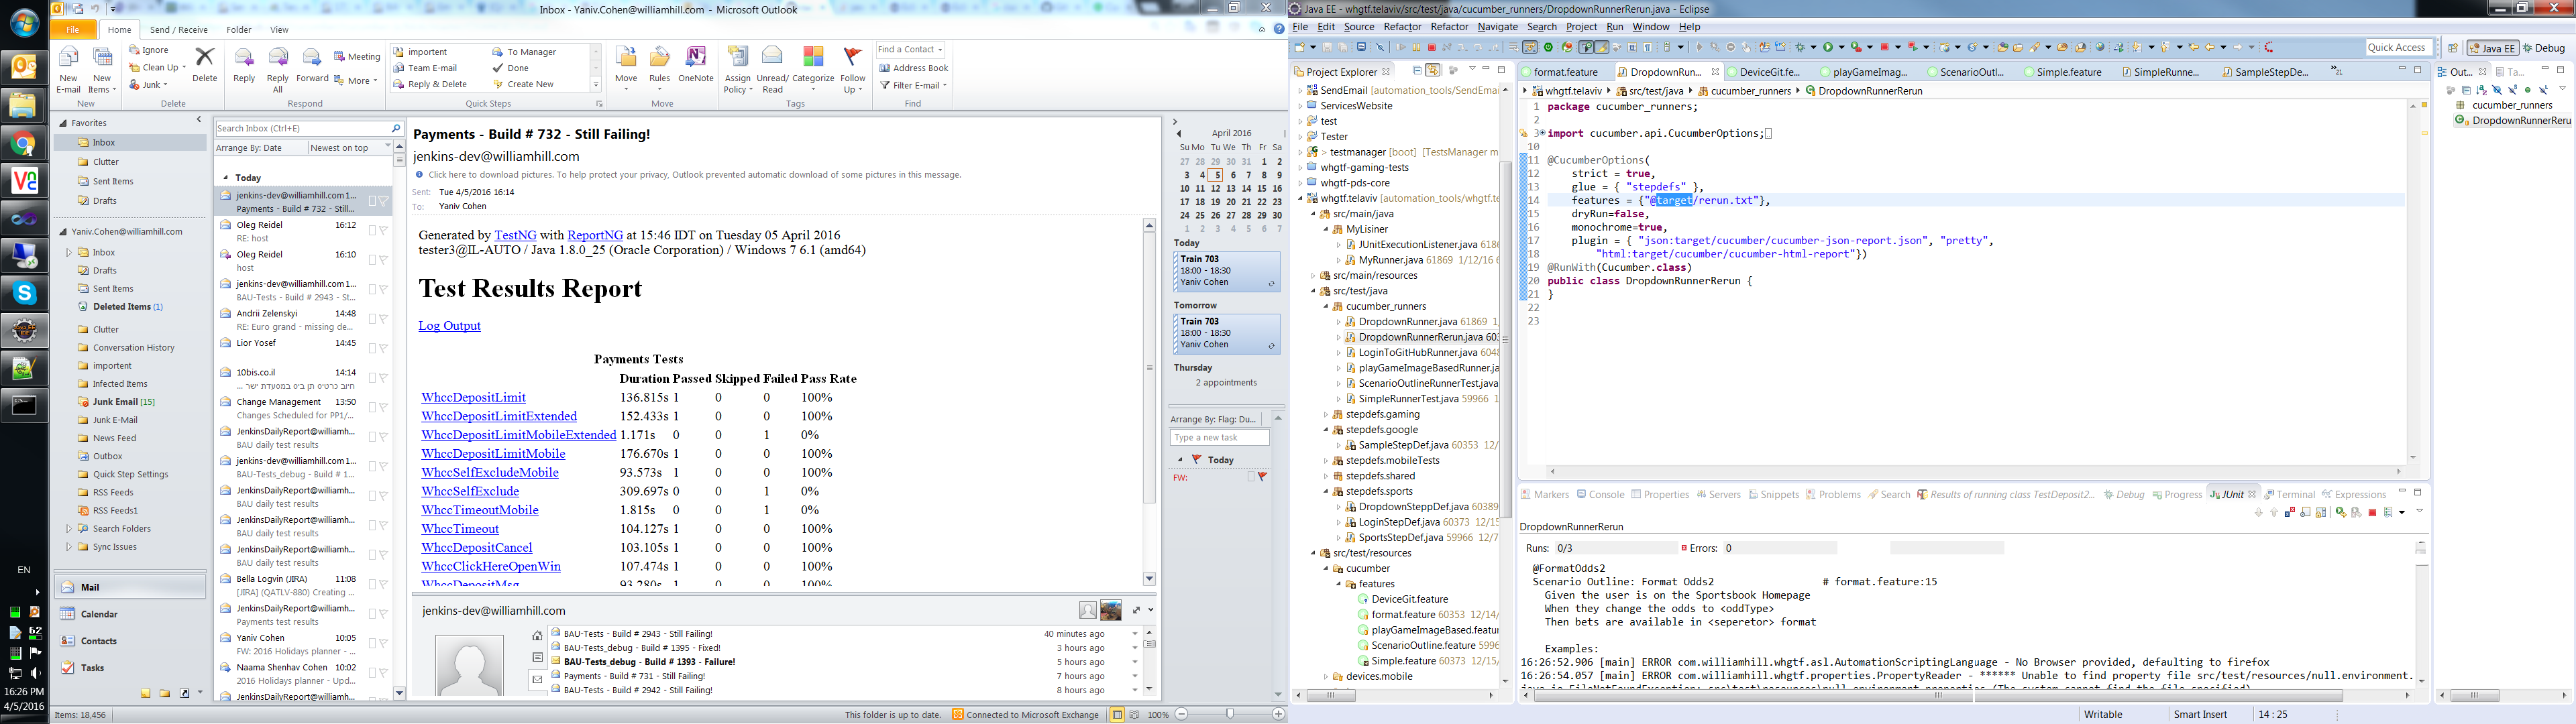 Inbox - Yaniv.Cohen@williamhill.com - Microsoft Outlook
File Home Send / Receive Folder View
New E-mail
New Items
New
Ignore
Clean Up
Junk
Delete
Delete
Reply
Reply All
Forward
Meeting
More
Respond
importent
Team E-mail
Reply & Delete
To Manager
Done
Create New
Quick Steps
Move
Rules
OneNote
Move
Assign Policy
Unread/ Read
Categorize
Follow Up
Tags
Find a Contact
Address Book
Filter E-mail
Find
Favorites
Inbox
Clutter
Sent Items
Drafts
Yaniv.Cohen@williamhill.com
Inbox
Drafts
Sent Items
Deleted Items (1)
Clutter
Conversation History
importent
Infected Items
Junk Email [15]
Junk E-Mail
News Feed
Outbox
Quick Step Settings
RSS Feeds
RSS Feeds1
Search Folders
Sync Issues
Mail
Calendar
Contacts
Tasks
EN
62
16:26 PM
4/5/2016
Items: 18,456
Search Inbox (Ctrl+E)
Arrange By: Date Newest on top
Today
jenkins-dev@williamhill.com 1...
Payments - Build # 732 - Still...
Oleg Reidel 16:12
RE: host
Oleg Reidel 16:10
host
jenkins-dev@williamhill.com 1...
BAU-Tests - Build # 2943 - St...
Andrii Zelenskyi 14:48
RE: Euro grand - missing de...
Lior Yosef 14:45
10bis.co.il 14:14
... חיוב כרטיס תן ביס במסעדת ישר
Change Management 13:50
Changes Scheduled for PP1/...
JenkinsDailyReport@williamh...
BAU daily test results
jenkins-dev@williamhill.com 1...
BAU-Tests_debug - Build # 1...
JenkinsDailyReport@williamh...
BAU daily test results
JenkinsDailyReport@williamh...
BAU daily test results
JenkinsDailyReport@williamh...
BAU daily test results
Bella Logvin (JIRA) 11:08
[JIRA] (QATLV-880) Creating ...
JenkinsDailyReport@williamh...
Payments test results
Yaniv Cohen 10:05
FW: 2016 Holidays planner - ...
Naama Shenhav Cohen 10:02
2016 Holidays planner - Upd...
JenkinsDailyReport@williamh...
Payments - Build # 732 - Still Failing!
jenkins-dev@williamhill.com
Click here to download pictures. To help protect your privacy, Outlook prevented automatic download of some pictures in this message.
Sent: Tue 4/5/2016 16:14
To: Yaniv Cohen
Generated by TestNG with ReportNG at 15:46 IDT on Tuesday 05 April 2016
tester3@IL-AUTO / Java 1.8.0_25 (Oracle Corporation) / Windows 7 6.1 (amd64)
Test Results Report
Log Output
Payments Tests
Duration Passed Skipped Failed Pass Rate
WhccDepositLimit 136.815s 1 0 0 100%
WhccDepositLimitExtended 152.433s 1 0 0 100%
WhccDepositLimitMobileExtended 1.171s 0 0 1 0%
WhccDepositLimitMobile 176.670s 1 0 0 100%
WhccSelfExcludeMobile 93.573s 1 0 0 100%
WhccSelfExclude 309.697s 0 0 1 0%
WhccTimeoutMobile 1.815s 0 0 1 0%
WhccTimeout 104.127s 1 0 0 100%
WhccDepositCancel 103.105s 1 0 0 100%
WhccClickHereOpenWin 107.474s 1 0 0 100%
WhccDepositMsg 93.280s 1 0 0 100%
jenkins-dev@williamhill.com
BAU-Tests - Build # 2943 - Still Failing! 40 minutes ago
BAU-Tests_debug - Build # 1395 - Fixed! 3 hours ago
BAU-Tests_debug - Build # 1393 - Failure! 5 hours ago
Payments - Build # 731 - Still Failing! 7 hours ago
BAU-Tests - Build # 2942 - Still Failing! 8 hours ago
This folder is up to date. Connected to Microsoft Exchange 100%
April 2016
Su Mo Tu We Th Fr Sa
27 28 29 30 31 1 2
3 4 5 6 7 8 9
10 11 12 13 14 15 16
17 18 19 20 21 22 23
24 25 26 27 28 29 30
1 2 3 4 5 6 7
Today
Train 703
18:00 - 18:30
Yaniv Cohen
Tomorrow
Train 703
18:00 - 18:30
Yaniv Cohen
Thursday
2 appointments
Arrange By: Flag: Du...
Type a new task
Today
FW:
Java EE - whgtf.telaviv/src/test/java/cucumber_runners/DropdownRunnerRerun.java - Eclipse
File Edit Source Refactor Refactor Navigate Search Project Run Window Help
Quick Access Java EE Debug
Project Explorer
SendEmail [automation_tools/SendEma
ServicesWebsite
test
Tester
> testmanager [boot] [TestsManager m
whgtf-gaming-tests
whgtf-pds-core
whgtf.telaviv [automation_tools/whgtf.te
src/main/java
MyLisiner
JUnitExecutionListener.java 6186
MyRunner.java 61869 1/12/16 6
src/main/resources
src/test/java
cucumber_runners
DropdownRunner.java 61869 1,
DropdownRunnerRerun.java 603
LoginToGitHubRunner.java 6048
playGameImageBasedRunner.ja
ScenarioOutlineRunnerTest.java
SimpleRunnerTest.java 59966 1
stepdefs.gaming
stepdefs.google
SampleStepDef.java 60353 12/
stepdefs.mobileTests
stepdefs.shared
stepdefs.sports
DropdownSteppDef.java 60389
LoginStepDef.java 60373 12/15
SportsStepDef.java 59966 12/7
src/test/resources
cucumber
features
DeviceGit.feature
format.feature 60353 12/14/
playGameImageBased.featur
ScenarioOutline.feature 5996
Simple.feature 60373 12/15/
devices.mobile
format.feature DropdownRun... DeviceGit.fe... playGameImag... ScenarioOutl... Simple.feature SimpleRunne... SampleStepDe... 21
whgtf.telaviv src/test/java cucumber_runners DropdownRunnerRerun
1 package cucumber_runners;
2
3 import cucumber.api.CucumberOptions;
10
11 @CucumberOptions(
12 strict = true,
13 glue = { "stepdefs" },
14 features = {"@target/rerun.txt"},
15 dryRun=false,
16 monochrome=true,
17 plugin = { "json:target/cucumber/cucumber-json-report.json", "pretty",
18 "html:target/cucumber/cucumber-html-report"})
19 @RunWith(Cucumber.class)
20 public class DropdownRunnerRerun {
21 }
22
23
Markers Console Properties Servers Snippets Problems Search Results of running class TestDeposit2... Debug Progress JUnit Terminal Expressions
DropdownRunnerRerun
Runs: 0/3 Errors: 0
@FormatOdds2
Scenario Outline: Format Odds2 # format.feature:15
Given the user is on the Sportsbook Homepage
When they change the odds to <oddType>
Then bets are available in <seperetor> format
Examples:
16:26:52.906 [main] ERROR com.williamhill.whgtf.asl.AutomationScriptingLanguage - No Browser provided, defaulting to firefox
16:26:54.057 [main] ERROR com.williamhill.whgtf.properties.PropertyReader - ****** Unable to find property file src/test/resources/null.environment.
java.io.FileNotFoundException: src\test\resources\null.environment.properties (The system cannot find the file specified)
Writable Smart Insert 14 : 25
Out... Ta...
cucumber_runners
DropdownRunnerReru